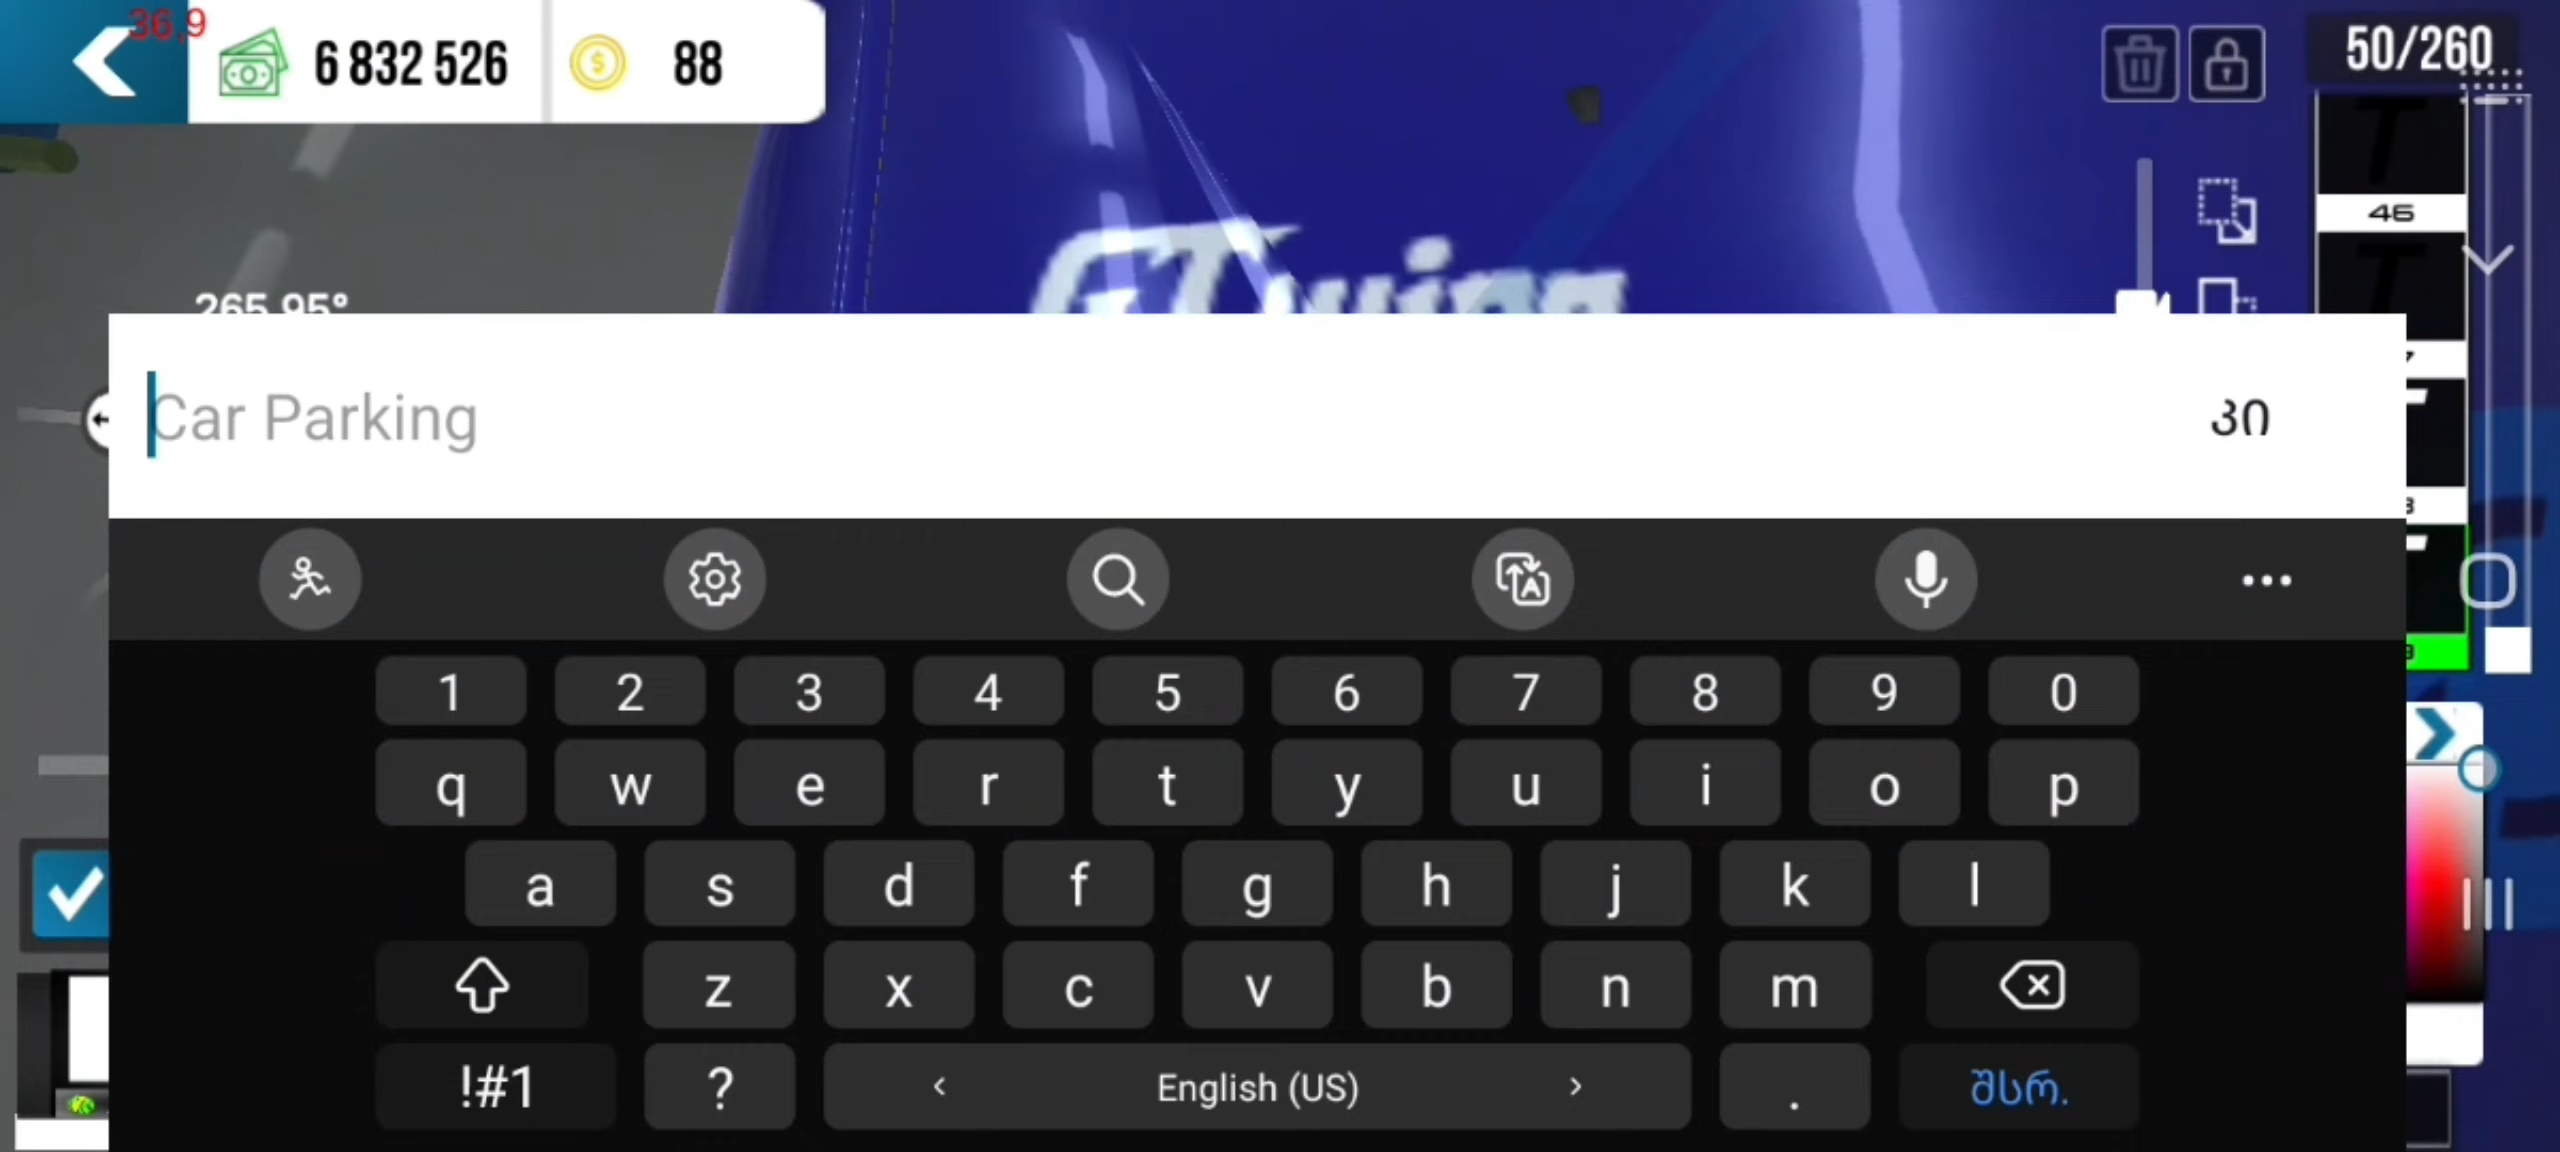 36,9
6 832 526
88
50/260
46
265,95°
Car Parking
კი
1 2 3 4 5 6 7 8 9 0
q w e r t y u i o p
a s d f g h j k l
z x c v b n m
!#1 ? < English (US) > . შსრ.